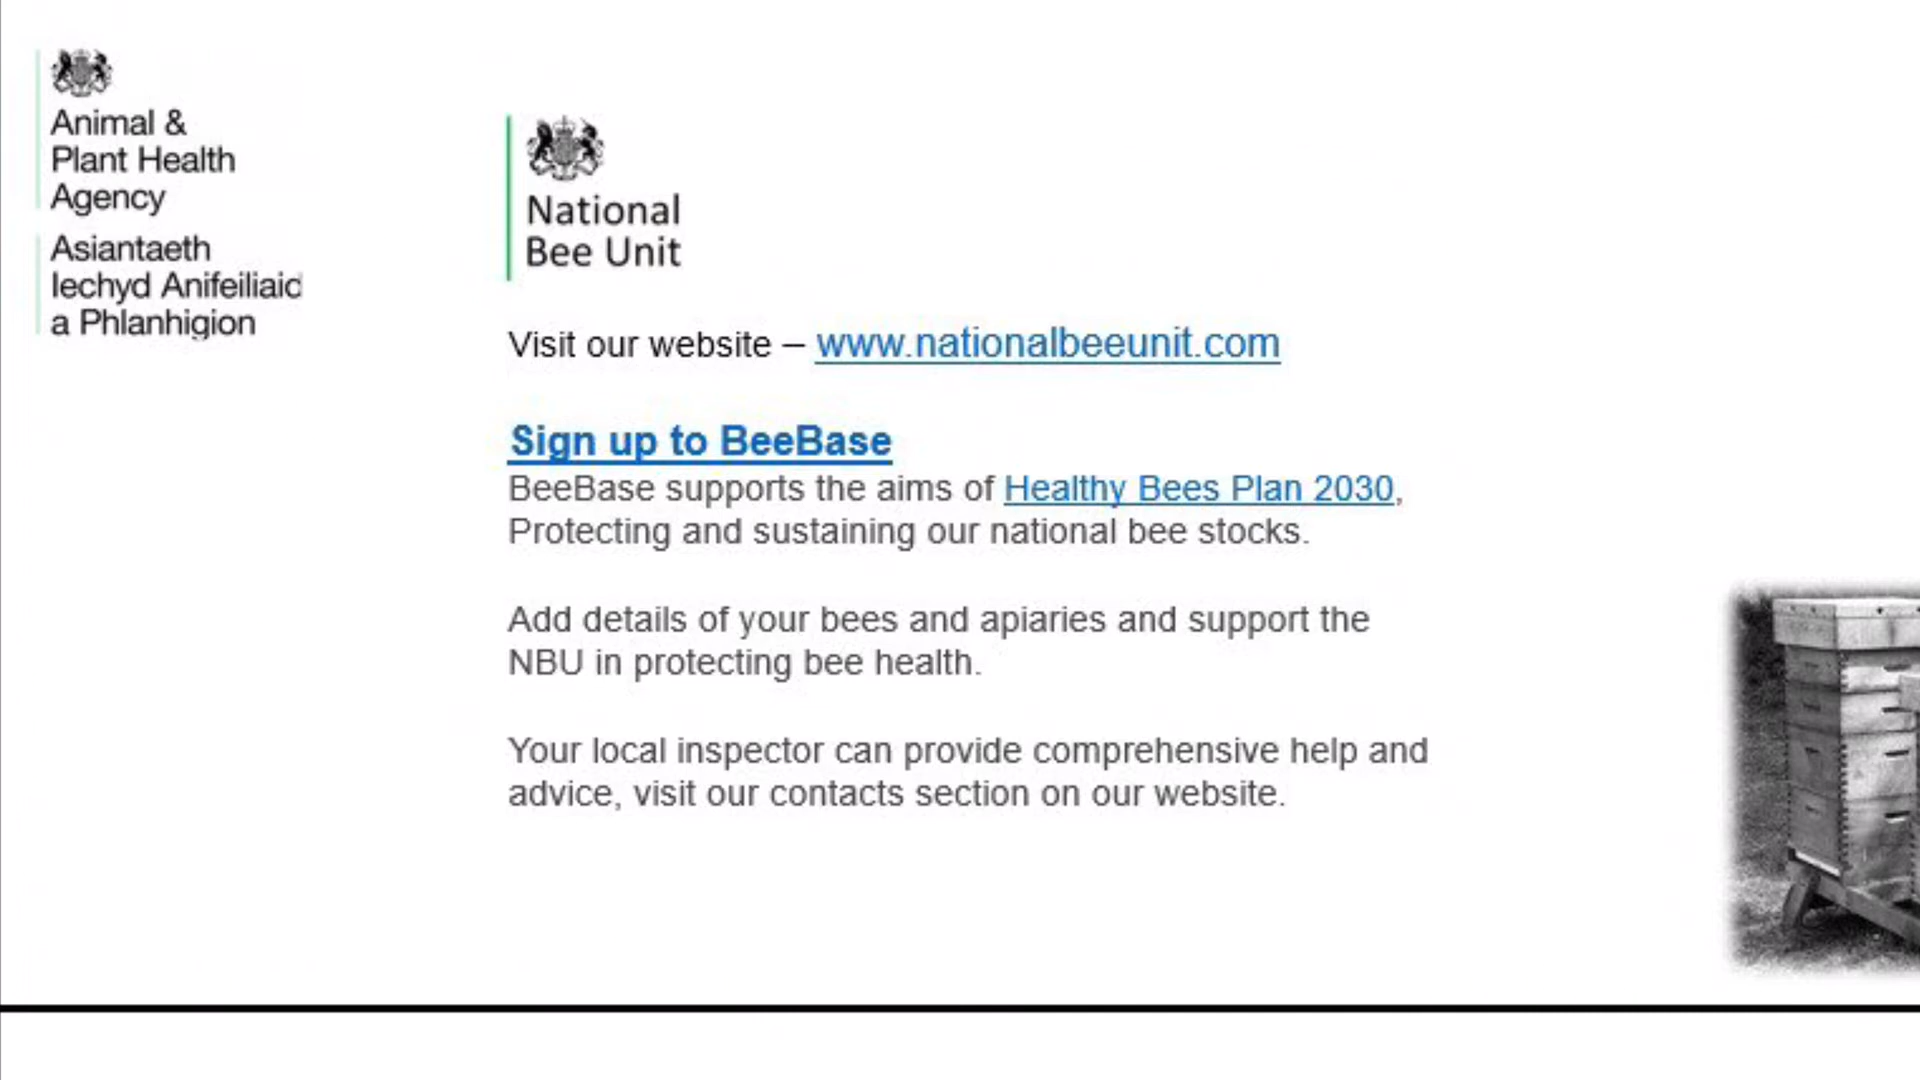 Animal &
Plant Health
Agency
Asiantaeth
Iechyd Anifeiliaid
a Phlanhigion
National
Bee Unit
Visit our website – www.nationalbeeunit.com
Sign up to BeeBase
BeeBase supports the aims of Healthy Bees Plan 2030,
Protecting and sustaining our national bee stocks.
Add details of your bees and apiaries and support the
NBU in protecting bee health.
Your local inspector can provide comprehensive help and
advice, visit our contacts section on our website.